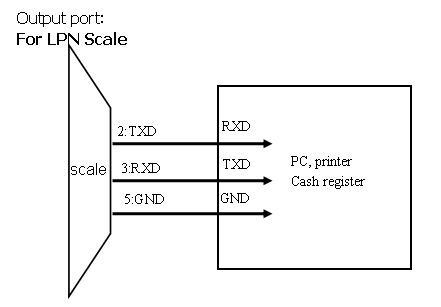 Output port:
For LPN Scale
2:TXD RXD
scale 3:RXD TXD PC, printer
Cash register
5:GND GND